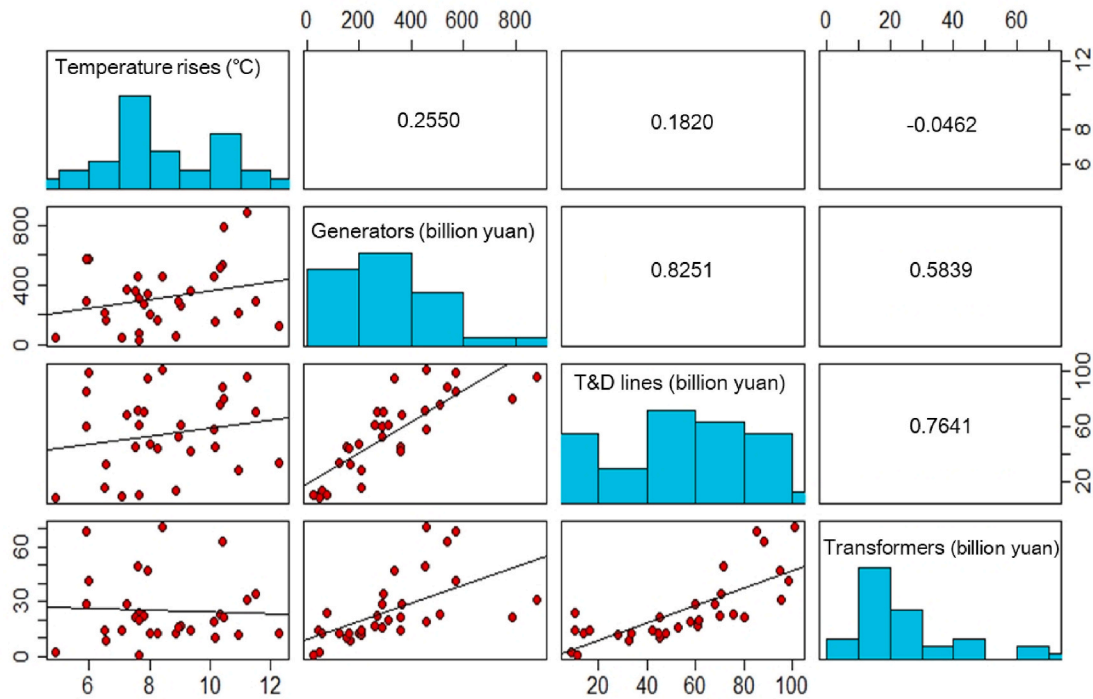 0 200 400 600 800
0 20 40 60
Temperature rises (°C)
0.2550
0.1820
-0.0462
6 8 12
Generators (billion yuan)
0.8251
0.5839
0 400 800
T&D lines (billion yuan)
0.7641
20 60 100
Transformers (billion yuan)
0 30 60
6 8 10 12
20 40 60 80 100